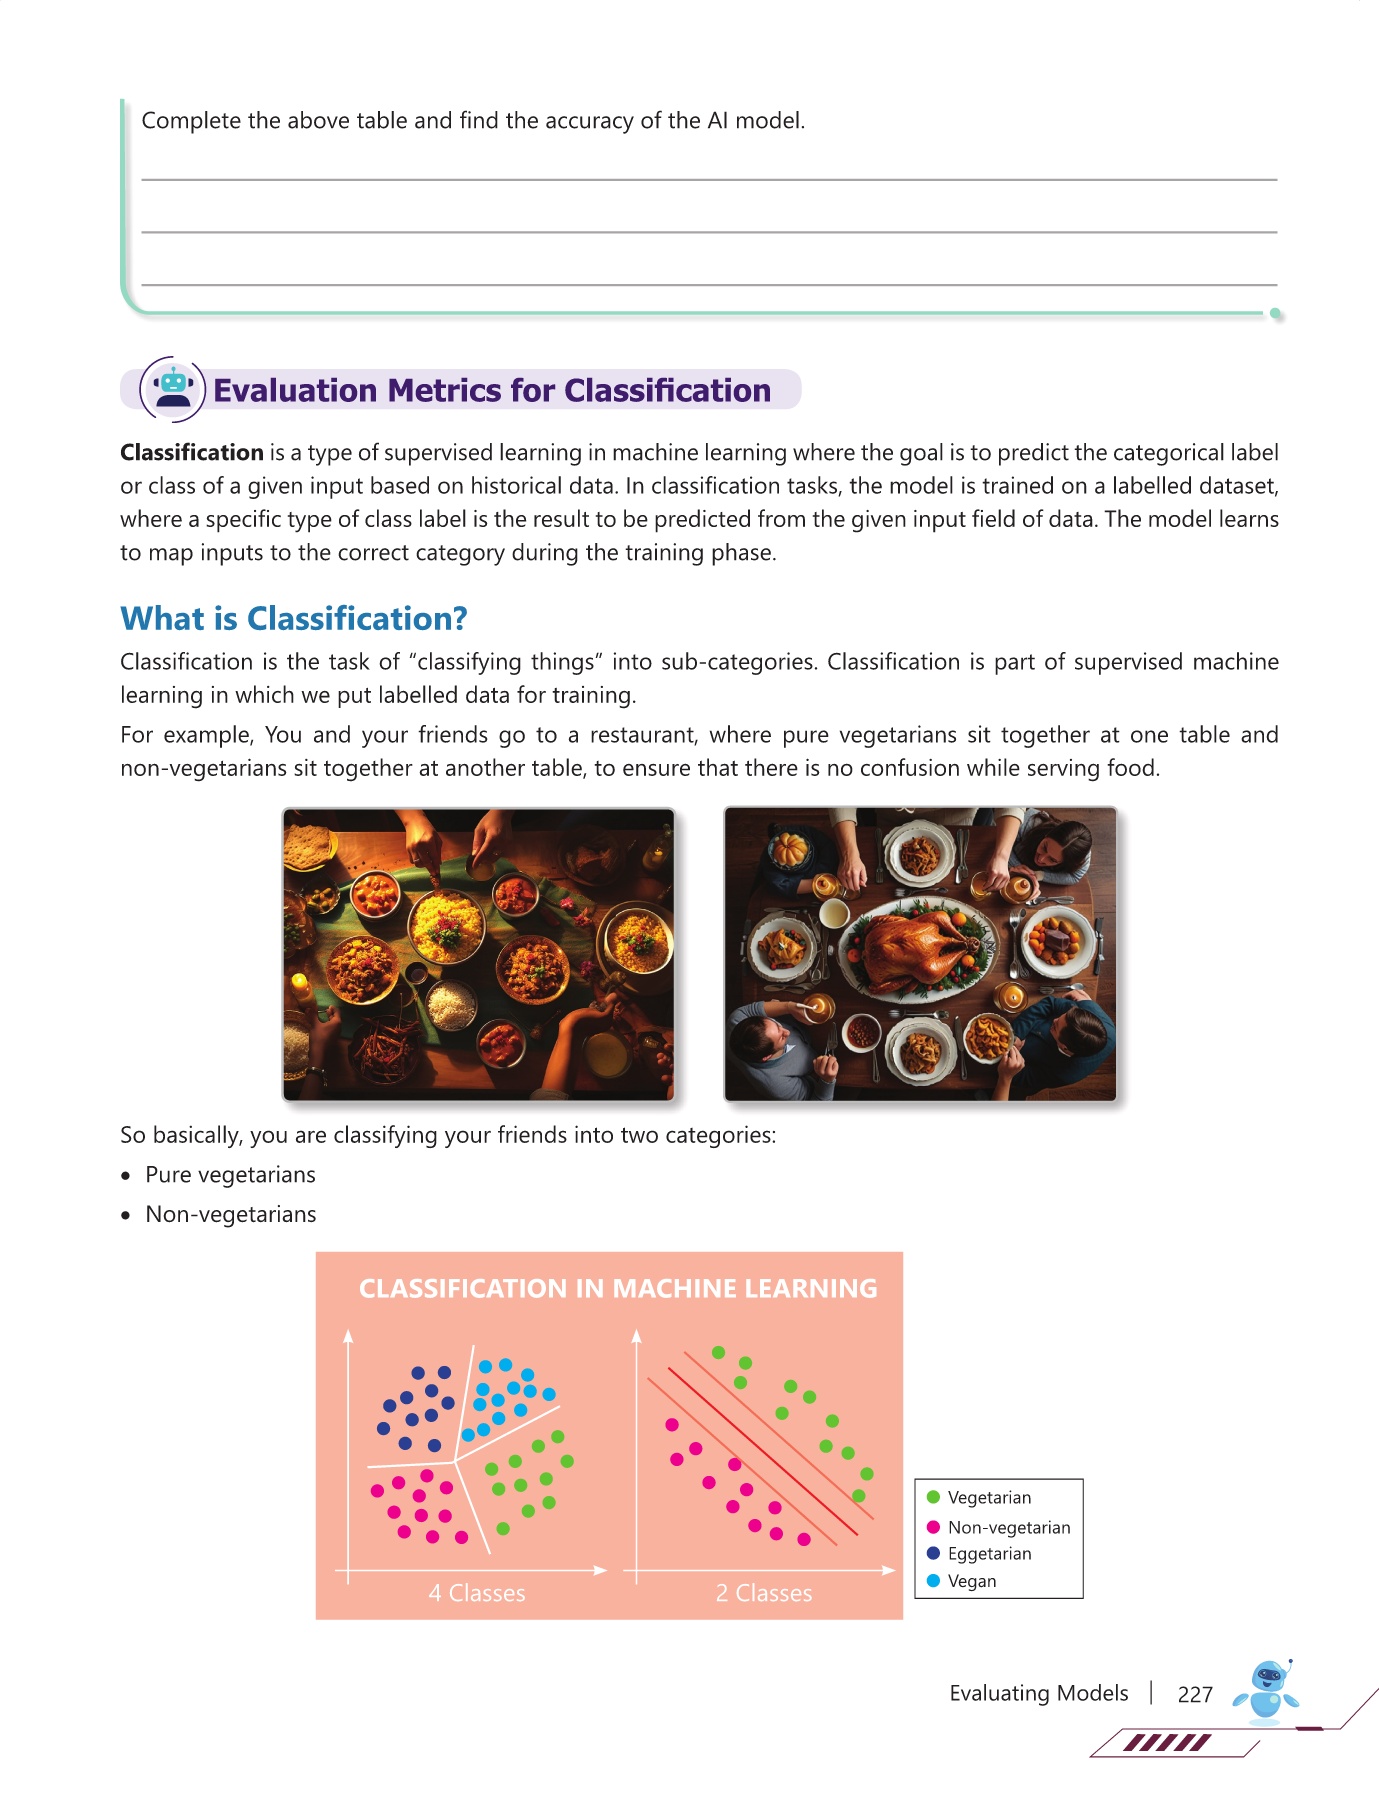 Complete the above table and find the accuracy of the AI model.
Evaluation Metrics for Classification
Classification is a type of supervised learning in machine learning where the goal is to predict the categorical label
or class of a given input based on historical data. In classification tasks, the model is trained on a labelled dataset,
where a specific type of class label is the result to be predicted from the given input field of data. The model learns
to map inputs to the correct category during the training phase.
What is Classification?
Classification is the task of “classifying things” into sub-categories. Classification is part of supervised machine
learning in which we put labelled data for training.
For example, You and your friends go to a restaurant, where pure vegetarians sit together at one table and
non-vegetarians sit together at another table, to ensure that there is no confusion while serving food.
So basically, you are classifying your friends into two categories:
• Pure vegetarians
• Non-vegetarians
CLASSIFICATION IN MACHINE LEARNING
4 Classes
2 Classes
Vegetarian
Non-vegetarian
Eggetarian
Vegan
Evaluating Models | 227